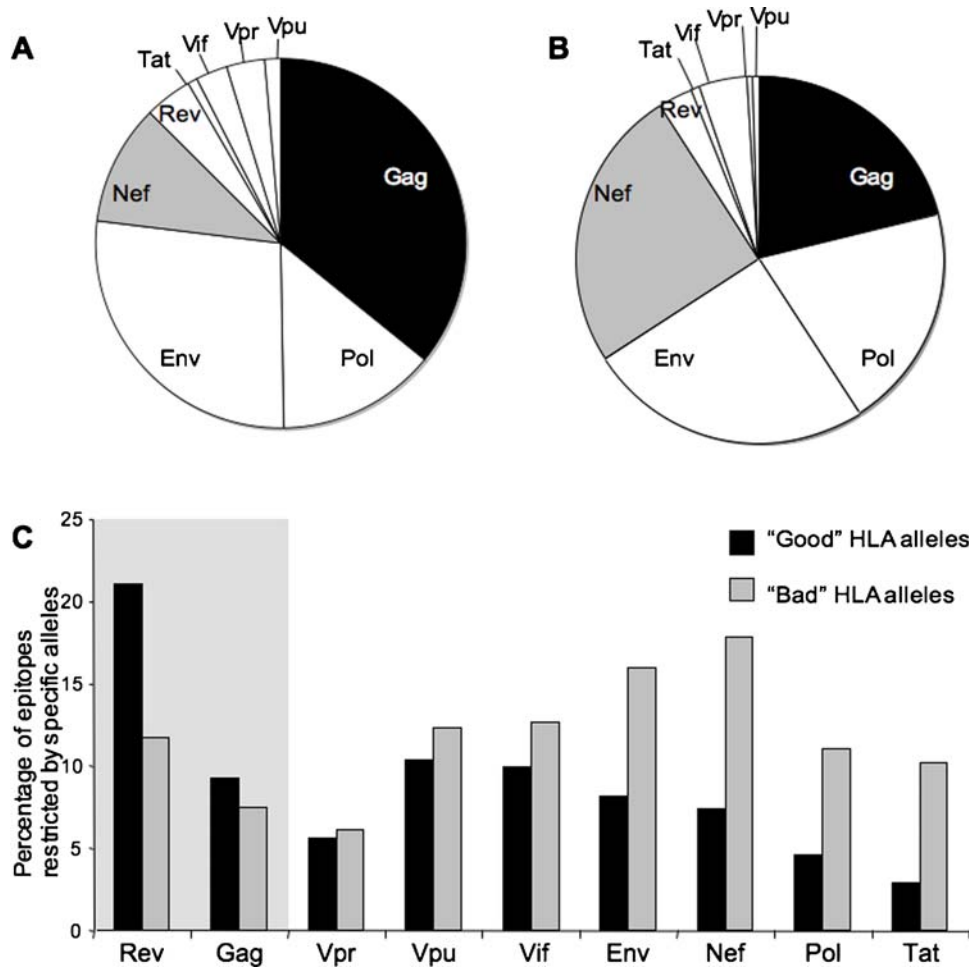 A
Tat
Vif
Vpr
Vpu
Rev
Nef
Gag
Env
Pol
B
Tat
Vif
Vpr
Vpu
Rev
Nef
Gag
Env
Pol
C
Percentage of epitopes
restricted by specific alleles
25
20
15
10
5
0
"Good" HLA alleles
"Bad" HLA alleles
Rev Gag Vpr Vpu Vif Env Nef Pol Tat